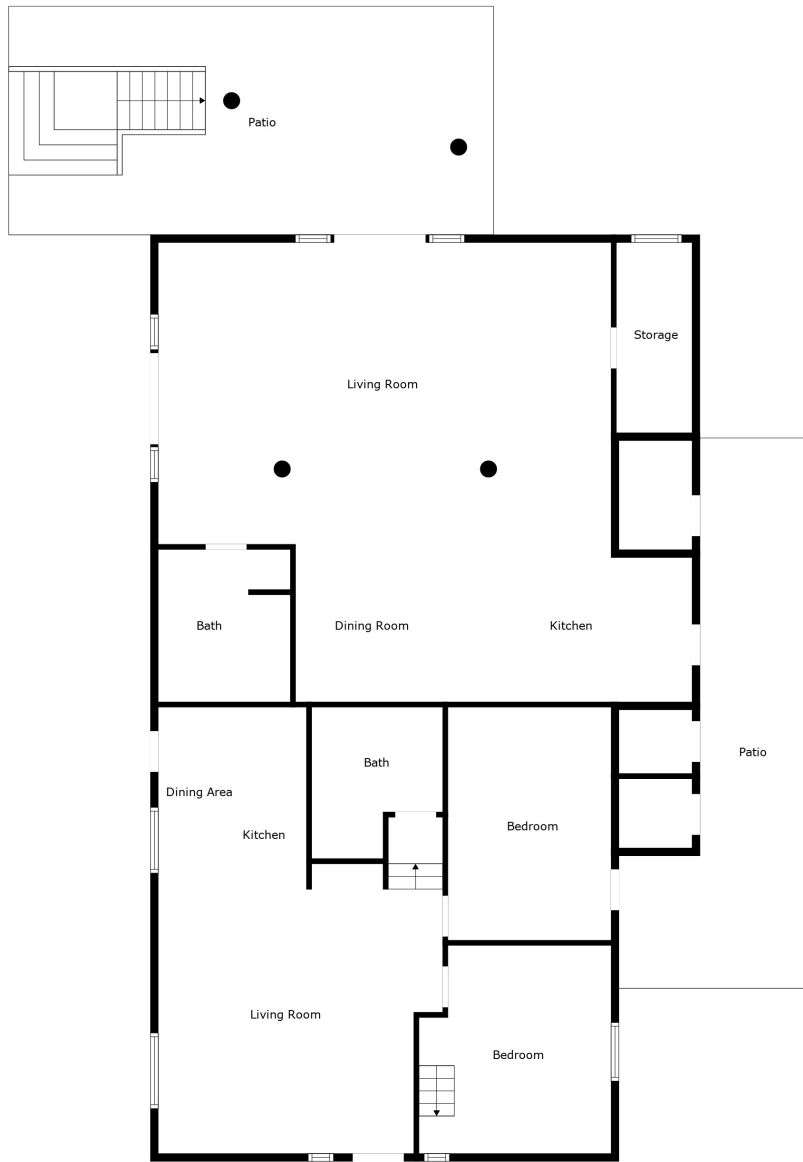 Patio
Storage
Living Room
Bath
Dining Room
Kitchen
Patio
Bath
Dining Area
Bedroom
Kitchen
Living Room
Bedroom